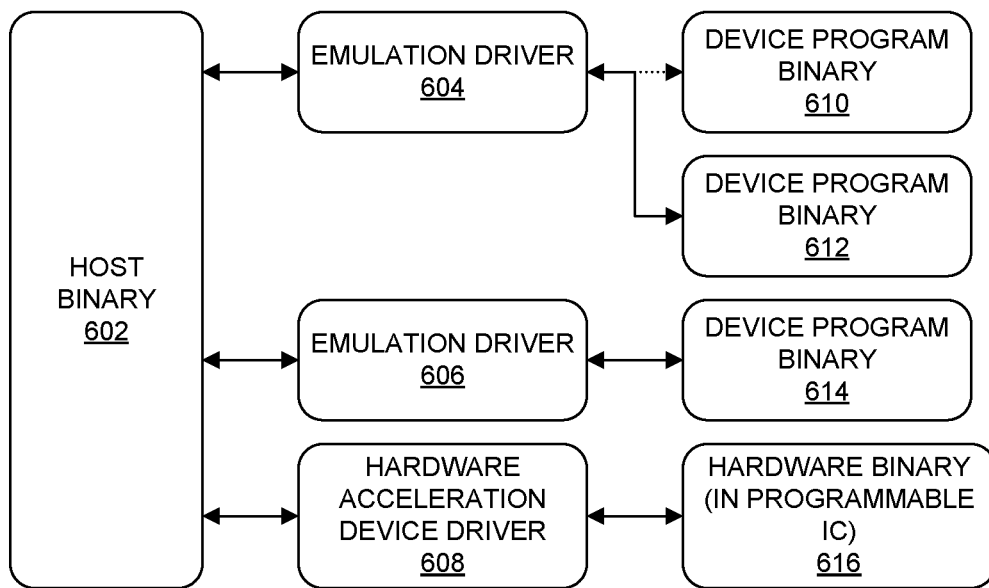 HOST
BINARY
602
EMULATION DRIVER
604
DEVICE PROGRAM
BINARY
610
DEVICE PROGRAM
BINARY
612
EMULATION DRIVER
606
DEVICE PROGRAM
BINARY
614
HARDWARE
ACCELERATION
DEVICE DRIVER
608
HARDWARE BINARY
(IN PROGRAMMABLE
IC)
616